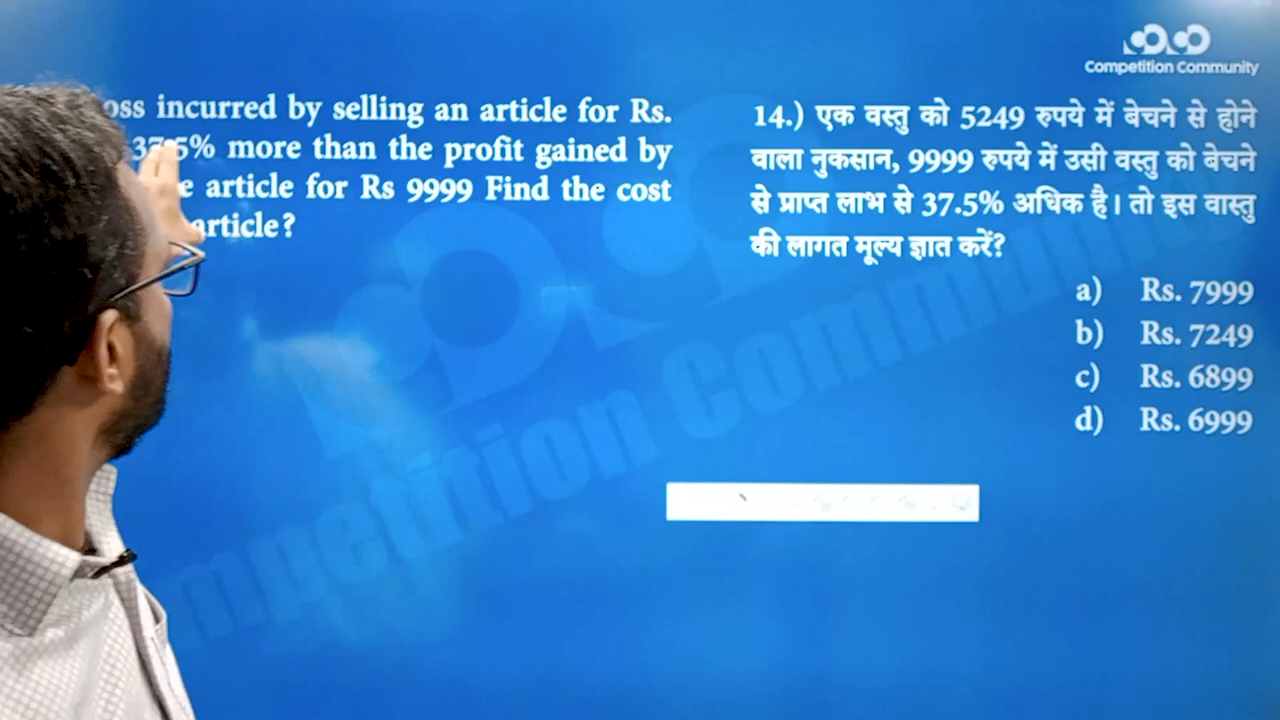 Competition Community
incurred by selling an article for Rs.
37.5% more than the profit gained by
article for Rs 9999 Find the cost
article?
14.) एक वस्तु को 5249 रुपये में बेचने से होने
वाला नुकसान, 9999 रुपये में उसी वस्तु को बेचने
से प्राप्त लाभ से 37.5% अधिक है। तो इस वास्तु
की लागत मूल्य ज्ञात करें?
a) Rs. 7999
b) Rs. 7249
c) Rs. 6899
d) Rs. 6999